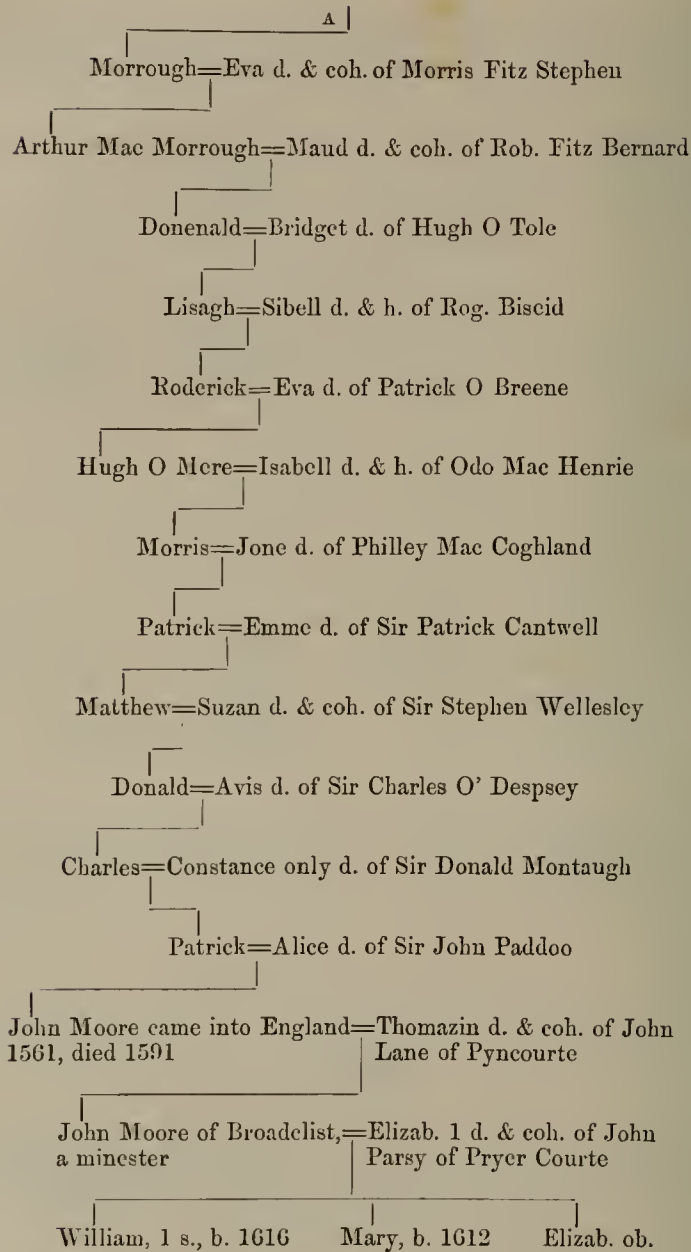 A
Morrough=Eva d. & coh. of Morris Fitz Stephen
Arthur Mac Morrough=Maud d. & coh. of Rob. Fitz Bernard
Donenald=Bridget d. of Hugh O Tole
Lisagh=Sibell d. & h. of Rog. Biscid
Roderick=Eva d. of Patrick O Breene
Hugh O More=Isabell d. & h. of Odo Mac Henrie
Morris=Jone d. of Philley Mac Coghland
Patrick=Emme d. of Sir Patrick Cantwell
Matthew=Suzan d. & coh. of Sir Stephen Wellesley
Donald=Avis d. of Sir Charles O' Despsey
Charles=Constance only d. of Sir Donald Montaugh
Patrick=Alice d. of Sir John Paddoo
John Moore came into England=Thomazin d. & coh. of John
1561, died 1591 Lane of Pyncourte
John Moore of Broadclist,=Elizab. 1 d. & coh. of John
a minester Parsy of Pryer Courte
William, 1 s., b. 1616 Mary, b. 1612 Elizab. ob.